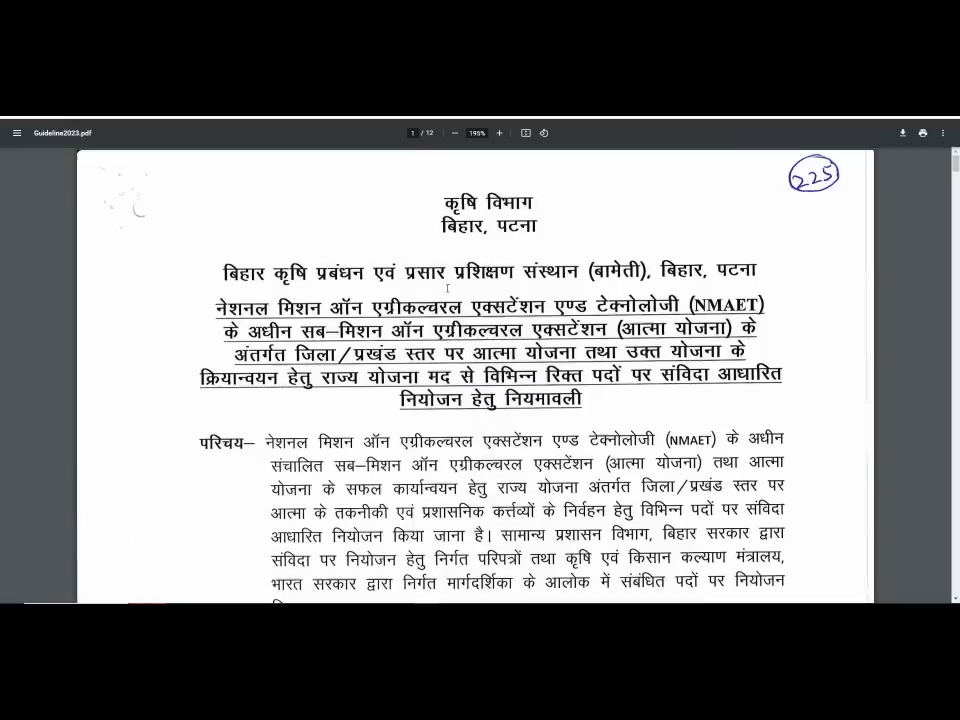 Guideline2023.pdf
1 / 12
195%
225
कृषि विभाग
बिहार, पटना
बिहार कृषि प्रबंधन एवं प्रसार प्रशिक्षण संस्थान (बामेती), बिहार, पटना
नेशनल मिशन ऑन एग्रीकल्चरल एक्सटेंशन एण्ड टेक्नोलोजी (NMAET)
के अधीन सब–मिशन ऑन एग्रीकल्चरल एक्सटेंशन (आत्मा योजना) के
अंतर्गत जिला/प्रखंड स्तर पर आत्मा योजना तथा उक्त योजना के
क्रियान्वयन हेतु राज्य योजना मद से विभिन्न रिक्त पदों पर संविदा आधारित
नियोजन हेतु नियमावली
परिचय– नेशनल मिशन ऑन एग्रीकल्चरल एक्सटेंशन एण्ड टेक्नोलोजी (NMAET) के अधीन
संचालित सब–मिशन ऑन एग्रीकल्चरल एक्सटेंशन (आत्मा योजना) तथा आत्मा
योजना के सफल कार्यान्वयन हेतु राज्य योजना अंतर्गत जिला/प्रखंड स्तर पर
आत्मा के तकनीकी एवं प्रशासनिक कर्त्तव्यों के निर्वहन हेतु विभिन्न पदों पर संविदा
आधारित नियोजन किया जाना है। सामान्य प्रशासन विभाग, बिहार सरकार द्वारा
संविदा पर नियोजन हेतु निर्गत परिपत्रों तथा कृषि एवं किसान कल्याण मंत्रालय,
भारत सरकार द्वारा निर्गत मार्गदर्शिका के आलोक में संबंधित पदों पर नियोजन